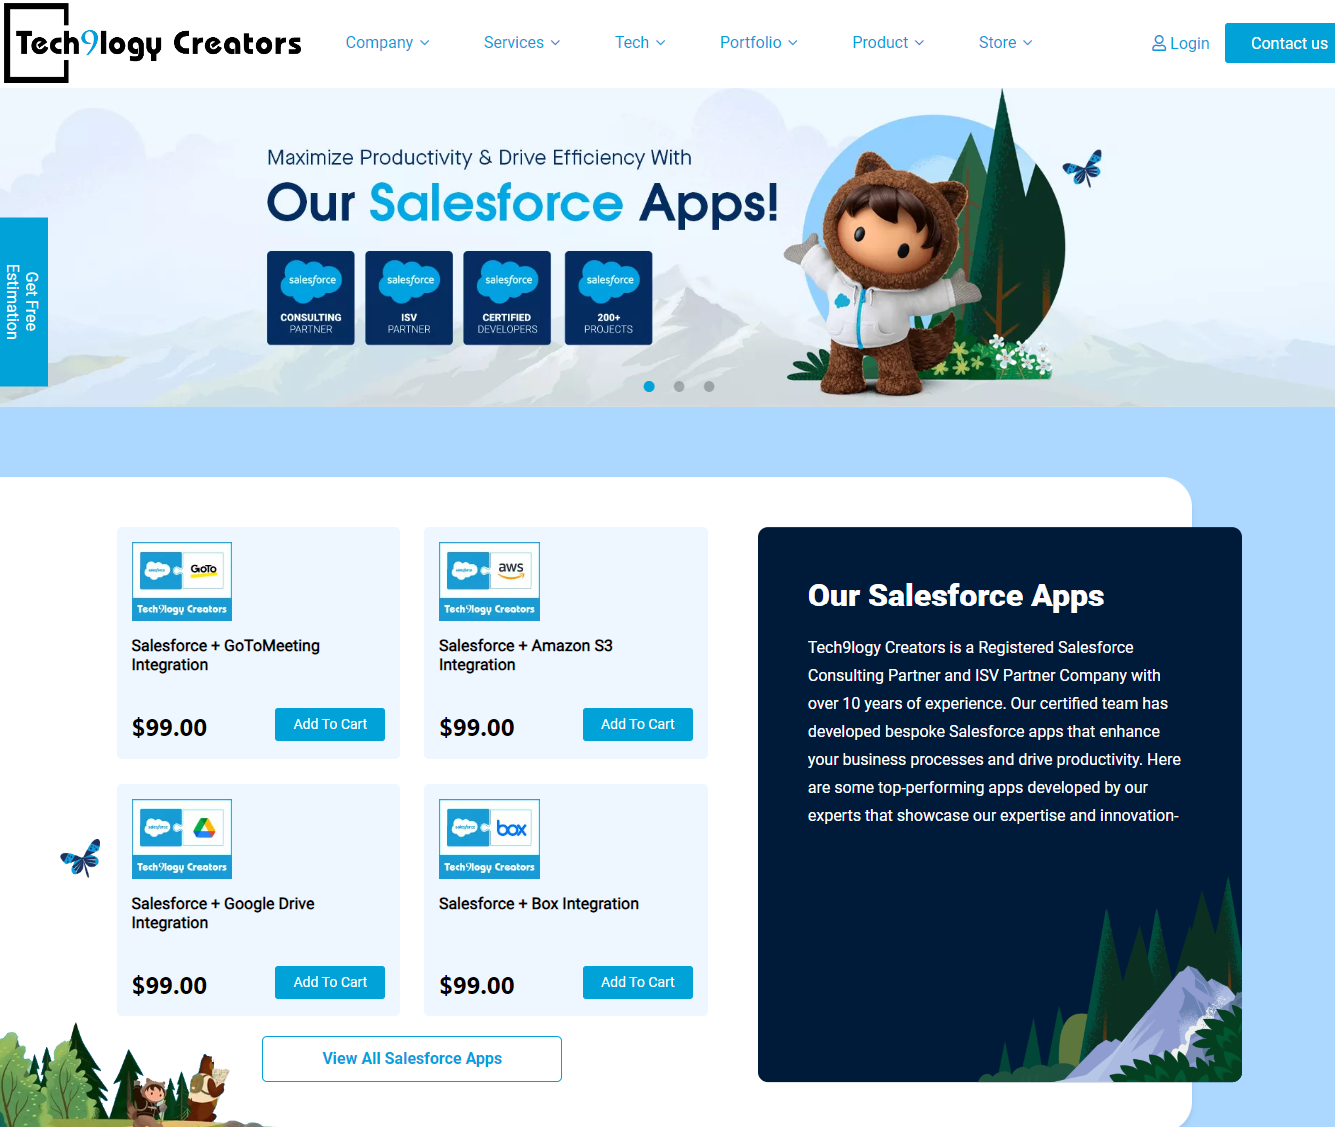 Tech9logy Creators
Company
Services
Tech
Portfolio
Product
Store
Login
Contact us
Maximize Productivity & Drive Efficiency With
Our Salesforce Apps!
salesforce
CONSULTING
PARTNER
salesforce
ISV
PARTNER
salesforce
CERTIFIED
DEVELOPERS
salesforce
200+
PROJECTS
Get Free
Estimation
salesforce
GoTo
Tech9logy Creators
Salesforce + GoToMeeting
Integration
$99.00
Add To Cart
salesforce
aws
Tech9logy Creators
Salesforce + Amazon S3
Integration
$99.00
Add To Cart
salesforce
Tech9logy Creators
Salesforce + Google Drive
Integration
$99.00
Add To Cart
salesforce
box
Tech9logy Creators
Salesforce + Box Integration
$99.00
Add To Cart
View All Salesforce Apps
Our Salesforce Apps
Tech9logy Creators is a Registered Salesforce
Consulting Partner and ISV Partner Company with
over 10 years of experience. Our certified team has
developed bespoke Salesforce apps that enhance
your business processes and drive productivity. Here
are some top-performing apps developed by our
experts that showcase our expertise and innovation-